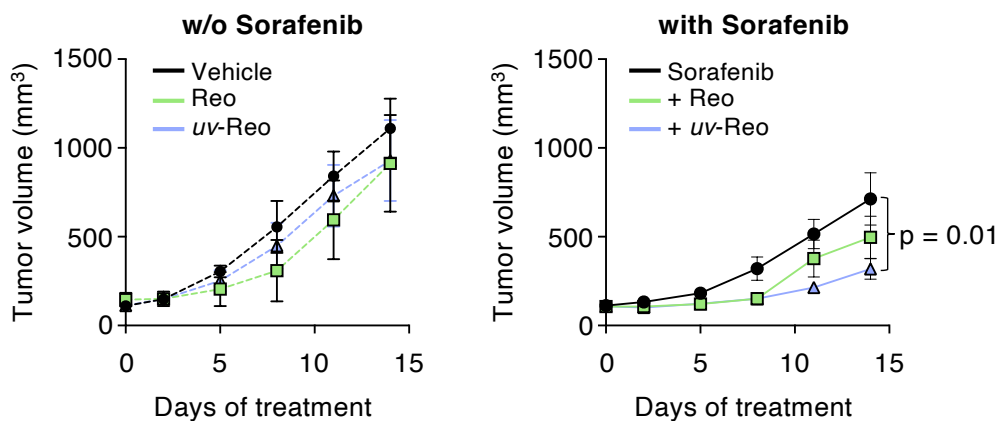 w/o Sorafenib
Tumor volume (mm³)
1500
1000
500
0
Vehicle
Reo
uv-Reo
0 5 10 15
Days of treatment
with Sorafenib
Tumor volume (mm³)
1500
1000
500
0
Sorafenib
+ Reo
+ uv-Reo
p = 0.01
0 5 10 15
Days of treatment